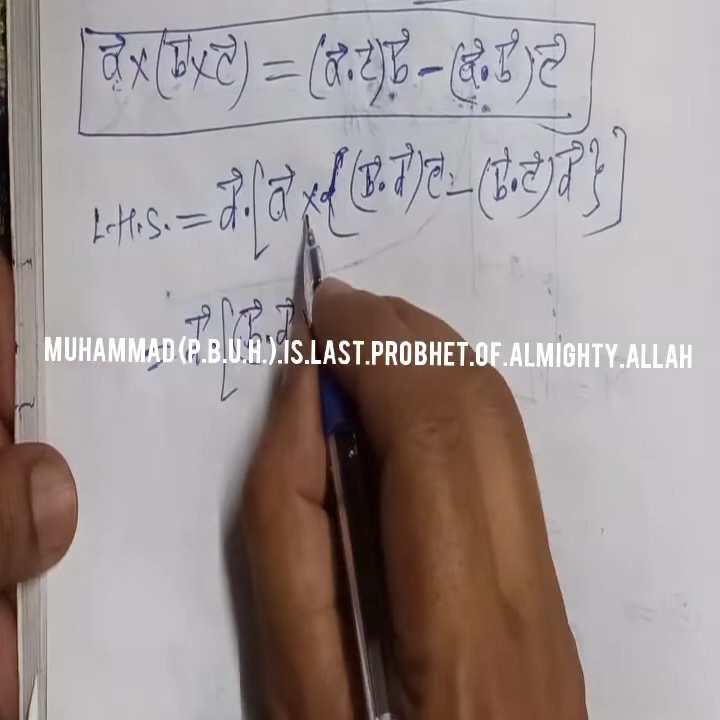 a⃗×(b⃗×c⃗) = (a⃗.c⃗)b⃗ - (a⃗.b⃗)c⃗
L.H.S. = d⃗.[a⃗×{(b⃗.d⃗)c⃗ - (b⃗.c⃗)d⃗}]
= d⃗.[(b⃗.d⃗
MUHAMMAD(P.B.U.H.).IS.LAST.PROBHET.OF.ALMIGHTY.ALLAH